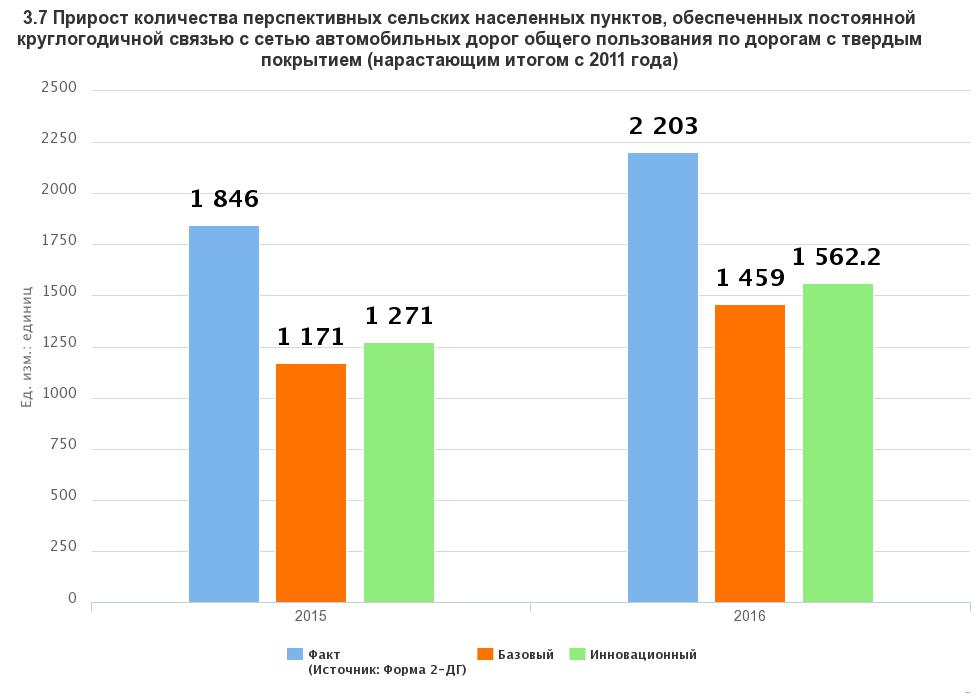 3.7 Прирост количества перспективных сельских населенных пунктов, обеспеченных постоянной
круглогодичной связью с сетью автомобильных дорог общего пользования по дорогам с твердым
покрытием (нарастающим итогом с 2011 года)
Ед. изм.: единиц
2500
2250
2000
1750
1500
1250
1000
750
500
250
0
1 846
1 171
1 271
2 203
1 459
1 562.2
2015
2016
Факт
(Источник: Форма 2-ДГ)
Базовый
Инновационный